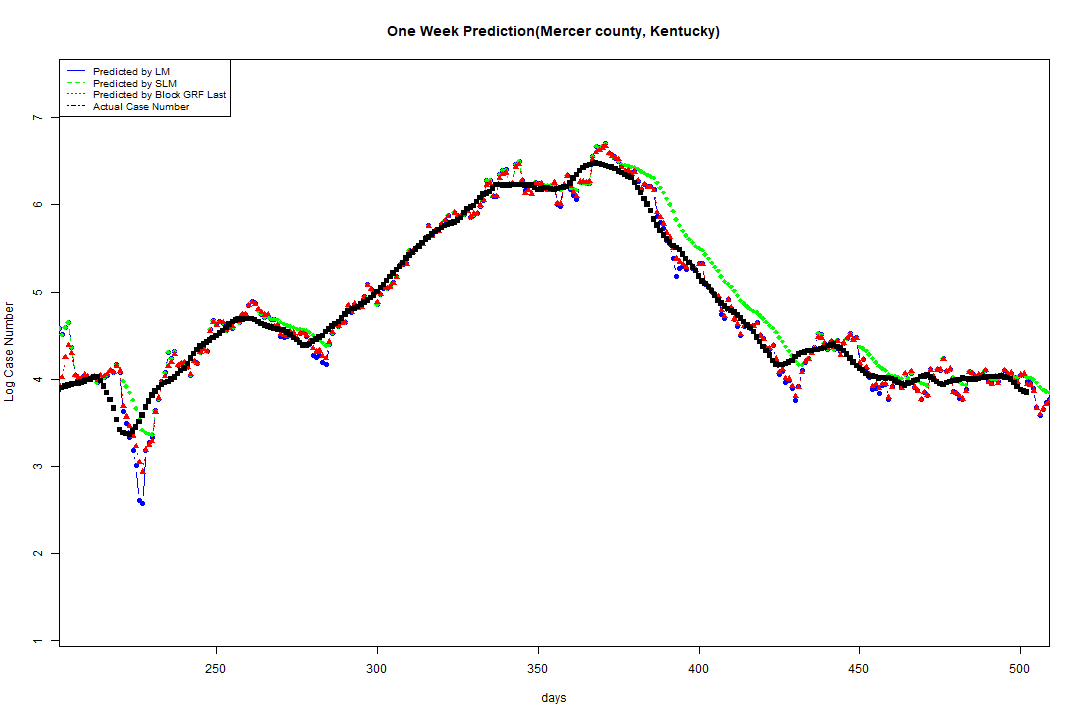 One Week Prediction(Mercer county, Kentucky)
Predicted by LM
Predicted by SLM
Predicted by Block GRF Last
Actual Case Number
7
6
5
4
3
2
1
Log Case Number
250 300 350 400 450 500
days